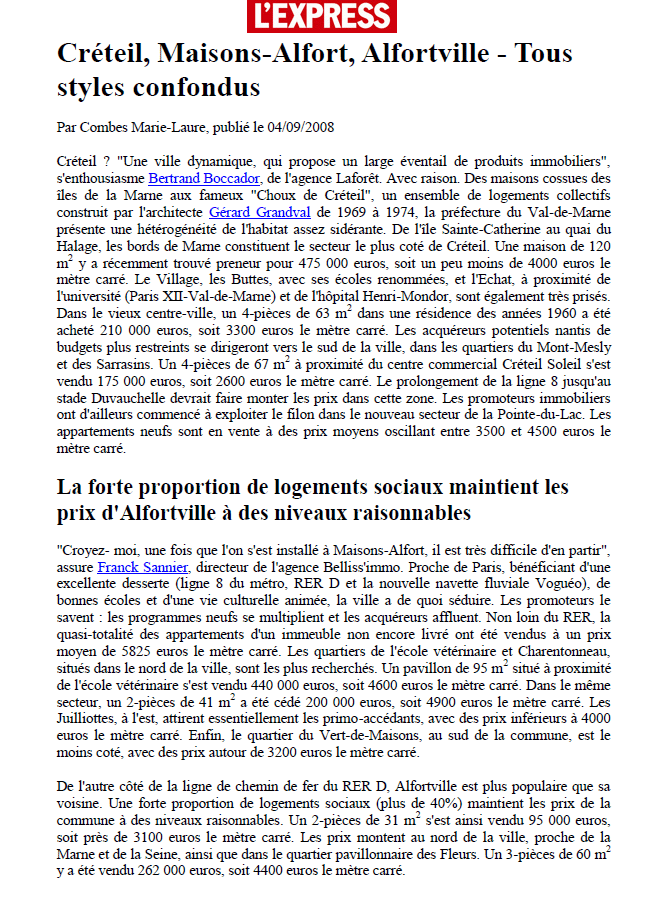 L'EXPRESS
Créteil, Maisons-Alfort, Alfortville - Tous
styles confondus
Par Combes Marie-Laure, publié le 04/09/2008
Créteil ? "Une ville dynamique, qui propose un large éventail de produits immobiliers",
s'enthousiasme Bertrand Boccador, de l'agence Laforêt. Avec raison. Des maisons cossues des
îles de la Marne aux fameux "Choux de Créteil", un ensemble de logements collectifs
construit par l'architecte Gérard Grandval de 1969 à 1974, la préfecture du Val-de-Marne
présente une hétérogénéité de l'habitat assez sidérante. De l'île Sainte-Catherine au quai du
Halage, les bords de Marne constituent le secteur le plus coté de Créteil. Une maison de 120
m² y a récemment trouvé preneur pour 475 000 euros, soit un peu moins de 4000 euros le
mètre carré. Le Village, les Buttes, avec ses écoles renommées, et l'Echat, à proximité de
l'université (Paris XII-Val-de-Marne) et de l'hôpital Henri-Mondor, sont également très prisés.
Dans le vieux centre-ville, un 4-pièces de 63 m² dans une résidence des années 1960 a été
acheté 210 000 euros, soit 3300 euros le mètre carré. Les acquéreurs potentiels nantis de
budgets plus restreints se dirigeront vers le sud de la ville, dans les quartiers du Mont-Mesly
et des Sarrasins. Un 4-pièces de 67 m² à proximité du centre commercial Créteil Soleil s'est
vendu 175 000 euros, soit 2600 euros le mètre carré. Le prolongement de la ligne 8 jusqu'au
stade Duvauchelle devrait faire monter les prix dans cette zone. Les promoteurs immobiliers
ont d'ailleurs commencé à exploiter le filon dans le nouveau secteur de la Pointe-du-Lac. Les
appartements neufs sont en vente à des prix moyens oscillant entre 3500 et 4500 euros le
mètre carré.
La forte proportion de logements sociaux maintient les
prix d'Alfortville à des niveaux raisonnables
"Croyez- moi, une fois que l'on s'est installé à Maisons-Alfort, il est très difficile d'en partir",
assure Franck Sannier, directeur de l'agence Belliss'immo. Proche de Paris, bénéficiant d'une
excellente desserte (ligne 8 du métro, RER D et la nouvelle navette fluviale Voguéo), de
bonnes écoles et d'une vie culturelle animée, la ville a de quoi séduire. Les promoteurs le
savent : les programmes neufs se multiplient et les acquéreurs affluent. Non loin du RER, la
quasi-totalité des appartements d'un immeuble non encore livré ont été vendus à un prix
moyen de 5825 euros le mètre carré. Les quartiers de l'école vétérinaire et Charentonneau,
situés dans le nord de la ville, sont les plus recherchés. Un pavillon de 95 m² situé à proximité
de l'école vétérinaire s'est vendu 440 000 euros, soit 4600 euros le mètre carré. Dans le même
secteur, un 2-pièces de 41 m² a été cédé 200 000 euros, soit 4900 euros le mètre carré. Les
Juilliottes, à l'est, attirent essentiellement les primo-accédants, avec des prix inférieurs à 4000
euros le mètre carré. Enfin, le quartier du Vert-de-Maisons, au sud de la commune, est le
moins coté, avec des prix autour de 3200 euros le mètre carré.
De l'autre côté de la ligne de chemin de fer du RER D, Alfortville est plus populaire que sa
voisine. Une forte proportion de logements sociaux (plus de 40%) maintient les prix de la
commune à des niveaux raisonnables. Un 2-pièces de 31 m² s'est ainsi vendu 95 000 euros,
soit près de 3100 euros le mètre carré. Les prix montent au nord de la ville, proche de la
Marne et de la Seine, ainsi que dans le quartier pavillonnaire des Fleurs. Un 3-pièces de 60 m²
y a été vendu 262 000 euros, soit 4400 euros le mètre carré.